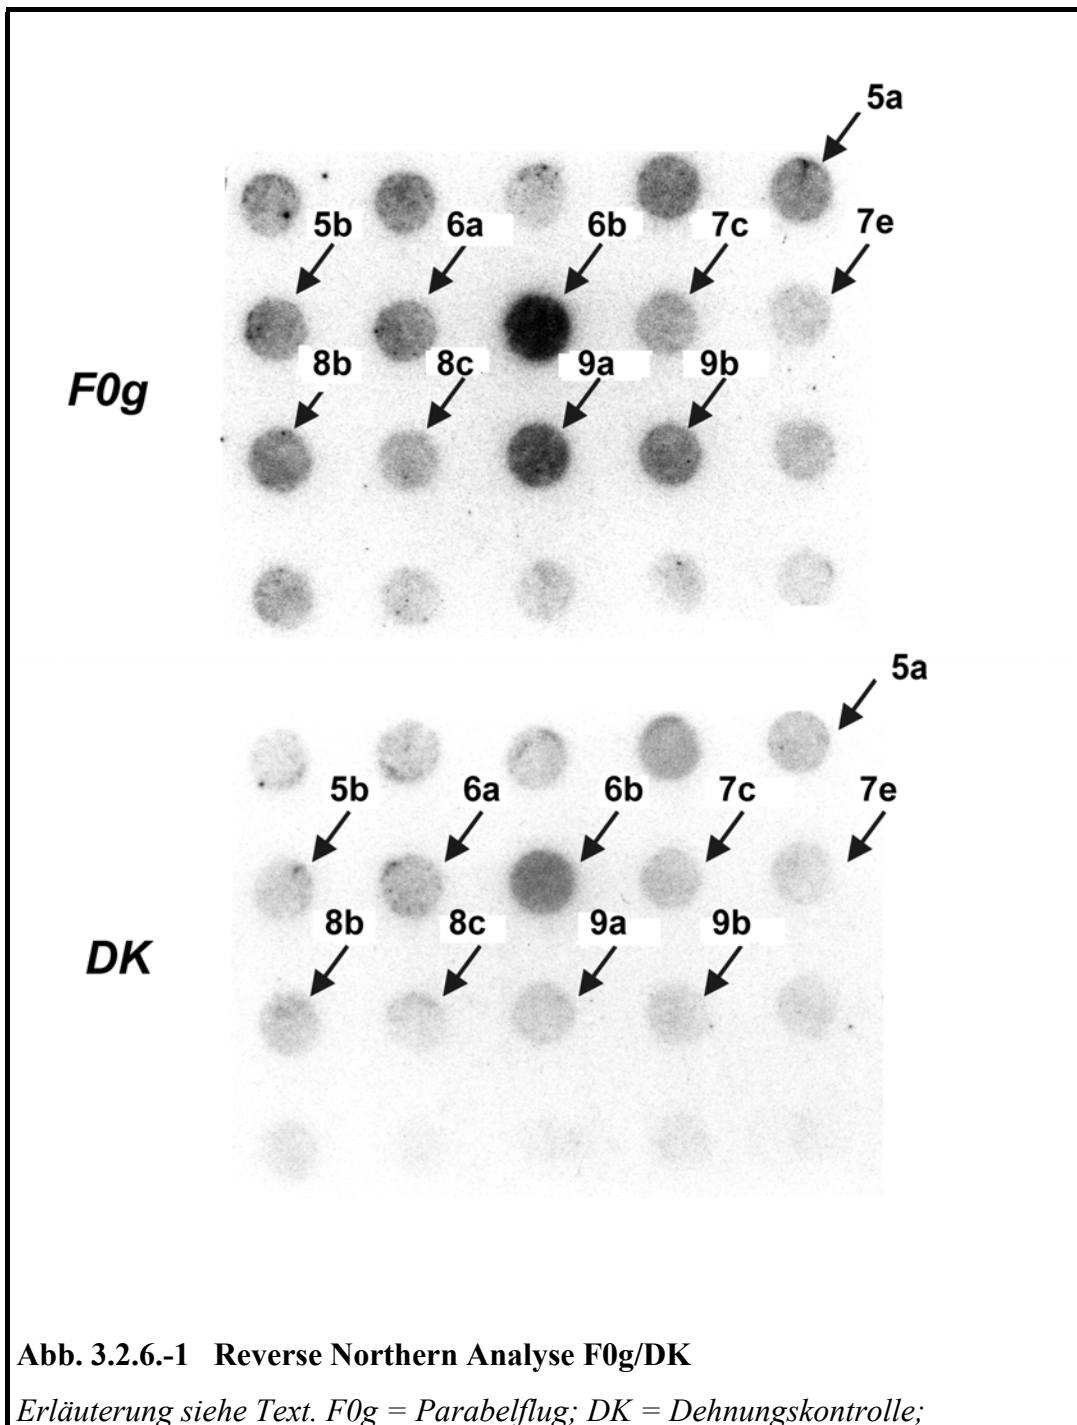 5a
5b 6a 6b 7c 7e
8b 8c 9a 9b
F0g
5a
5b 6a 6b 7c 7e
8b 8c 9a 9b
DK
Abb. 3.2.6.-1 Reverse Northern Analyse F0g/DK
Erläuterung siehe Text. F0g = Parabelflug; DK = Dehnungskontrolle;